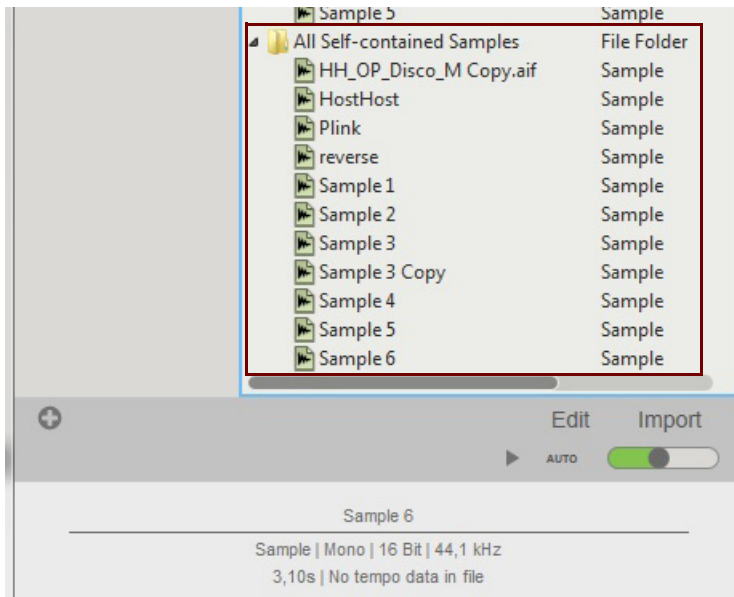 Sample 5 Sample
All Self-contained Samples File Folder
HH_OP_Disco_M Copy.aif Sample
HostHost Sample
Plink Sample
reverse Sample
Sample 1 Sample
Sample 2 Sample
Sample 3 Sample
Sample 3 Copy Sample
Sample 4 Sample
Sample 5 Sample
Sample 6 Sample
Edit Import
AUTO
Sample 6
Sample | Mono | 16 Bit | 44,1 kHz
3,10s | No tempo data in file